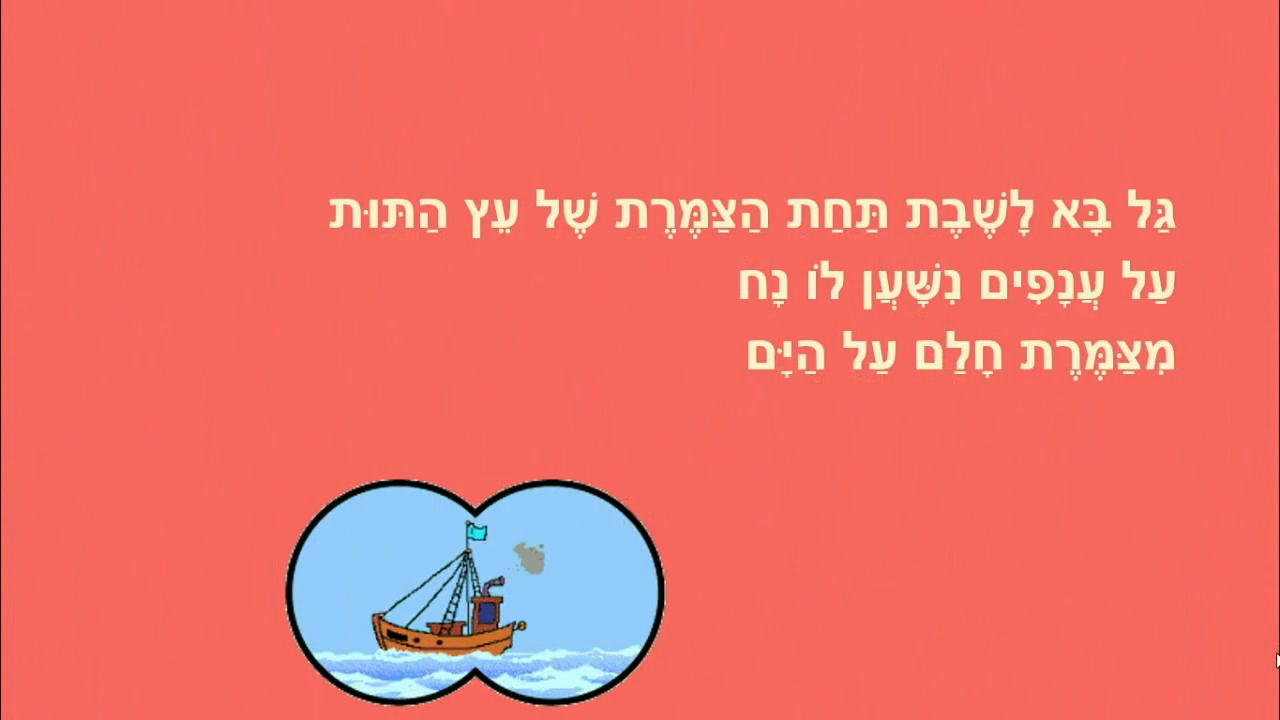 גַּל בָּא לָשֶׁבֶת תַּחַת הַצַּמֶּרֶת שֶׁל עֵץ הַתּוּת
עַל עֲנָפִים נִשְׁעָן לוֹ נָח
מִצַּמֶּרֶת חָלַם עַל הַיָּם